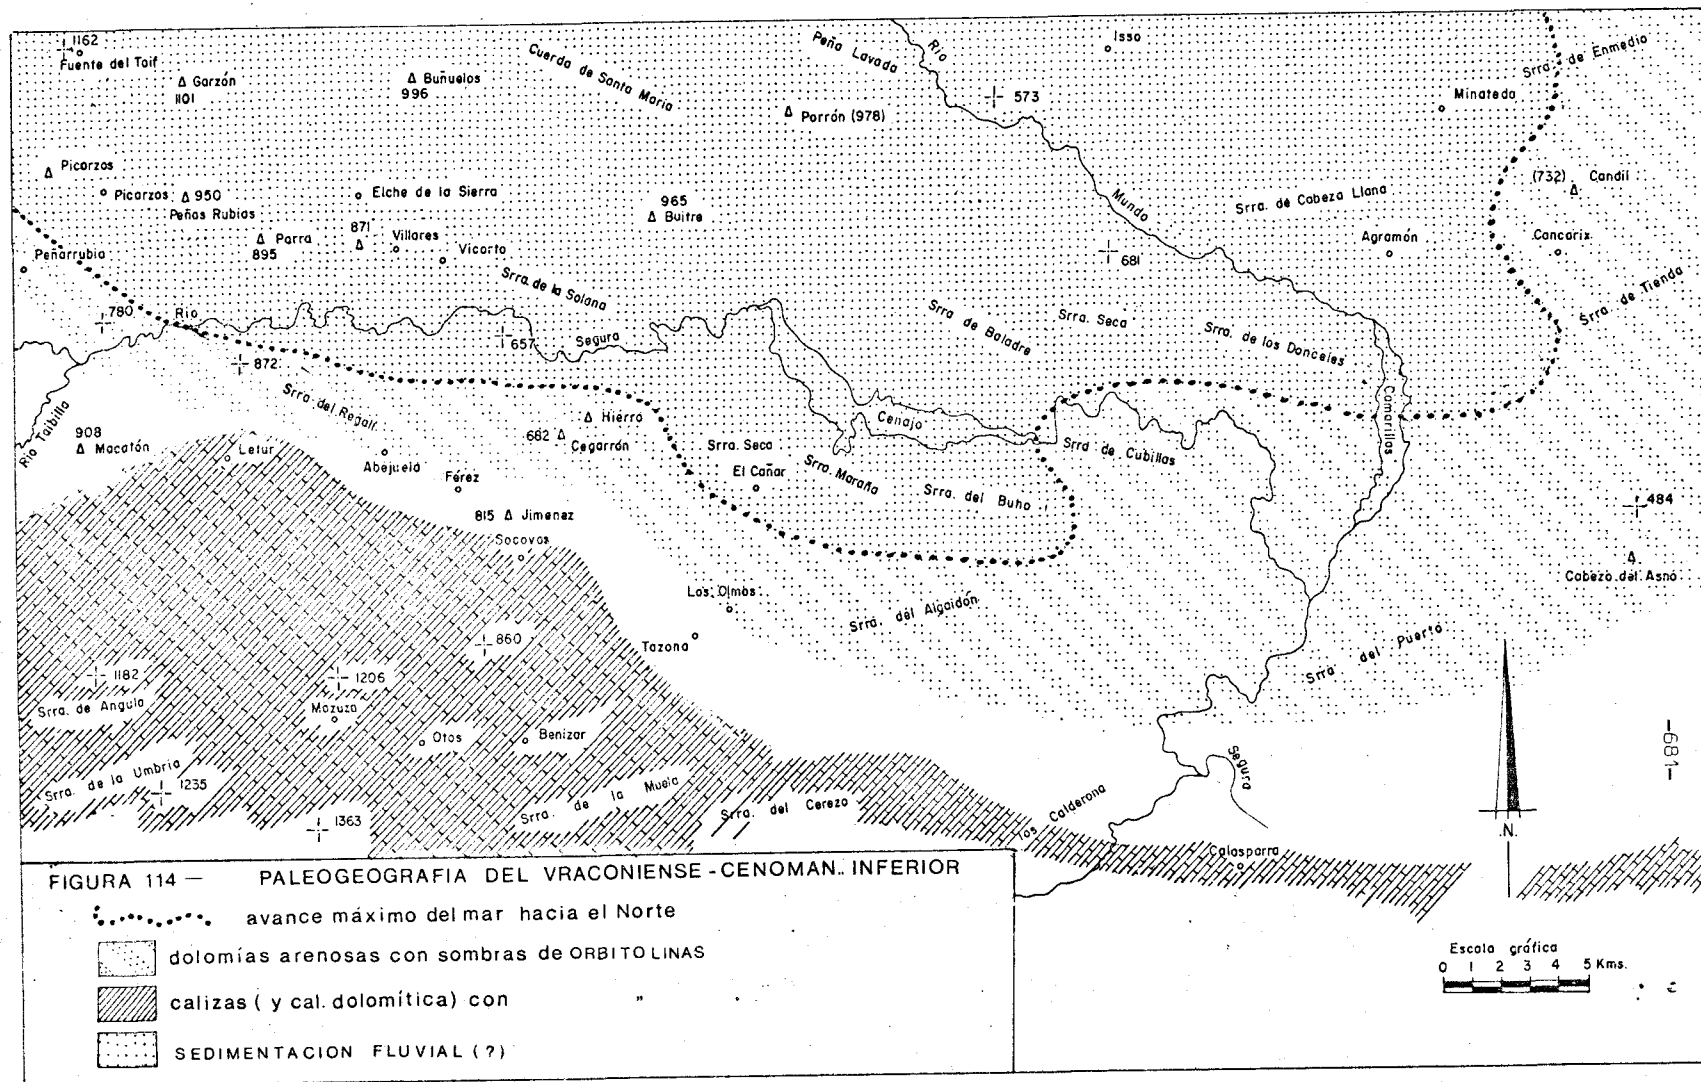 1162
Fuente del Taif
Garzón
1101
Buñuelos
996
Cuerda de Santa Maria
Peña Lavada
Rio
Isso
573
Porrón (978)
Srra. de Enmedio
Minateda
Picarzos
Picarzos
950
Peñas Rubias
Elche de la Sierra
965
Buitre
Mundo
Srra. de Cabeza Llana
(732) Candil
Parra
895
871
Villares
Vicorto
Agramón
Cancarix
Peñarrubia
681
Srra. de la Solana
Srra. de Tienda
780
Rio
657
Segura
Srra. de Baladre
Srra. Seca
Srra. de los Donceles
872
Srra. del Regalí
Rio Taibilla
908
Macatón
Letur
Abejuela
Férez
682
Hierro
Cegarrón
Srra. Seca
El Cañar
Srra. Maraña
Cenajo
Srra. del Buho
Srra de Cubillas
Camarillas
484
Cabezo del Asno
815
Jimenez
Socovos
Los Olmos
Srra. del Algaidón
Tazona
860
Srra. del Puerto
1182
Srra. de Angula
1206
Mazuza
Otos
Benizar
Srra. de la Umbria
1235
1363
Srra. de la Muela
Srra. del Cerezo
Los Calderona
Segura
Calasparra
-681-
N.
FIGURA 114 — PALEOGEOGRAFIA DEL VRACONIENSE - CENOMAN.. INFERIOR
avance máximo del mar hacia el Norte
dolomías arenosas con sombras de ORBITOLINAS
calizas ( y cal. dolomítica) con "
SEDIMENTACION FLUVIAL (?)
Escala gráfica
0 1 2 3 4 5 Kms.